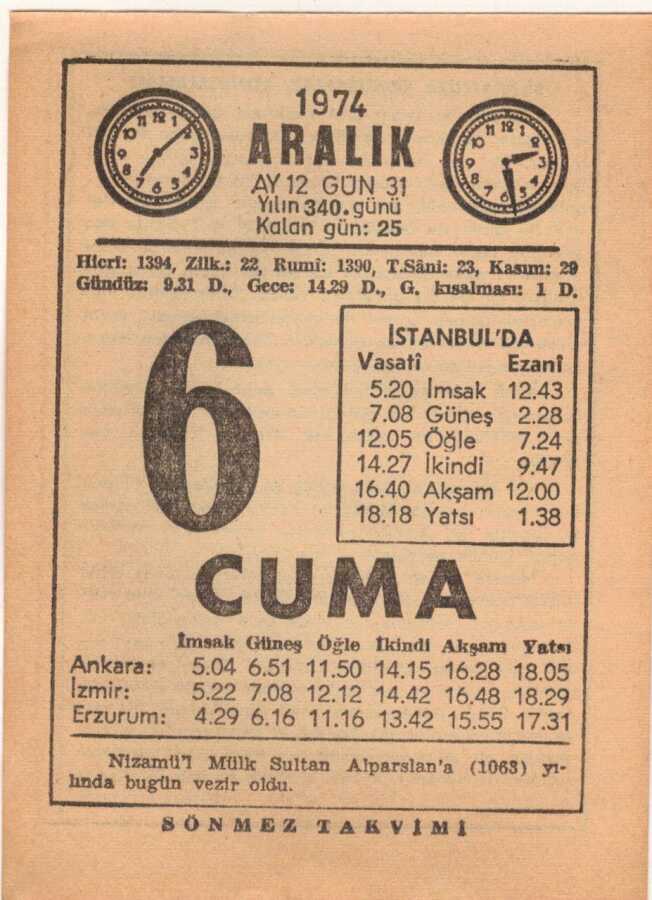 1974
ARALIK
AY 12 GÜN 31
Yılın 340. günü
Kalan gün: 25
Hicrî: 1394, Zilk.: 22, Rumî: 1390, T.Sâni: 23, Kasım: 29
Gündüz: 9.31 D., Gece: 14.29 D., G. kısalması: 1 D.
6
İSTANBUL'DA
Vasatî Ezanî
5.20 İmsak 12.43
7.08 Güneş 2.28
12.05 Öğle 7.24
14.27 İkindi 9.47
16.40 Akşam 12.00
18.18 Yatsı 1.38
CUMA
İmsak Güneş Öğle İkindi Akşam Yatsı
Ankara: 5.04 6.51 11.50 14.15 16.28 18.05
İzmir: 5.22 7.08 12.12 14.42 16.48 18.29
Erzurum: 4.29 6.16 11.16 13.42 15.55 17.31
Nizamü'l Mülk Sultan Alparslan'a (1063) yı-
lında bugün vezir oldu.
SÖNMEZ TAKVİMİ